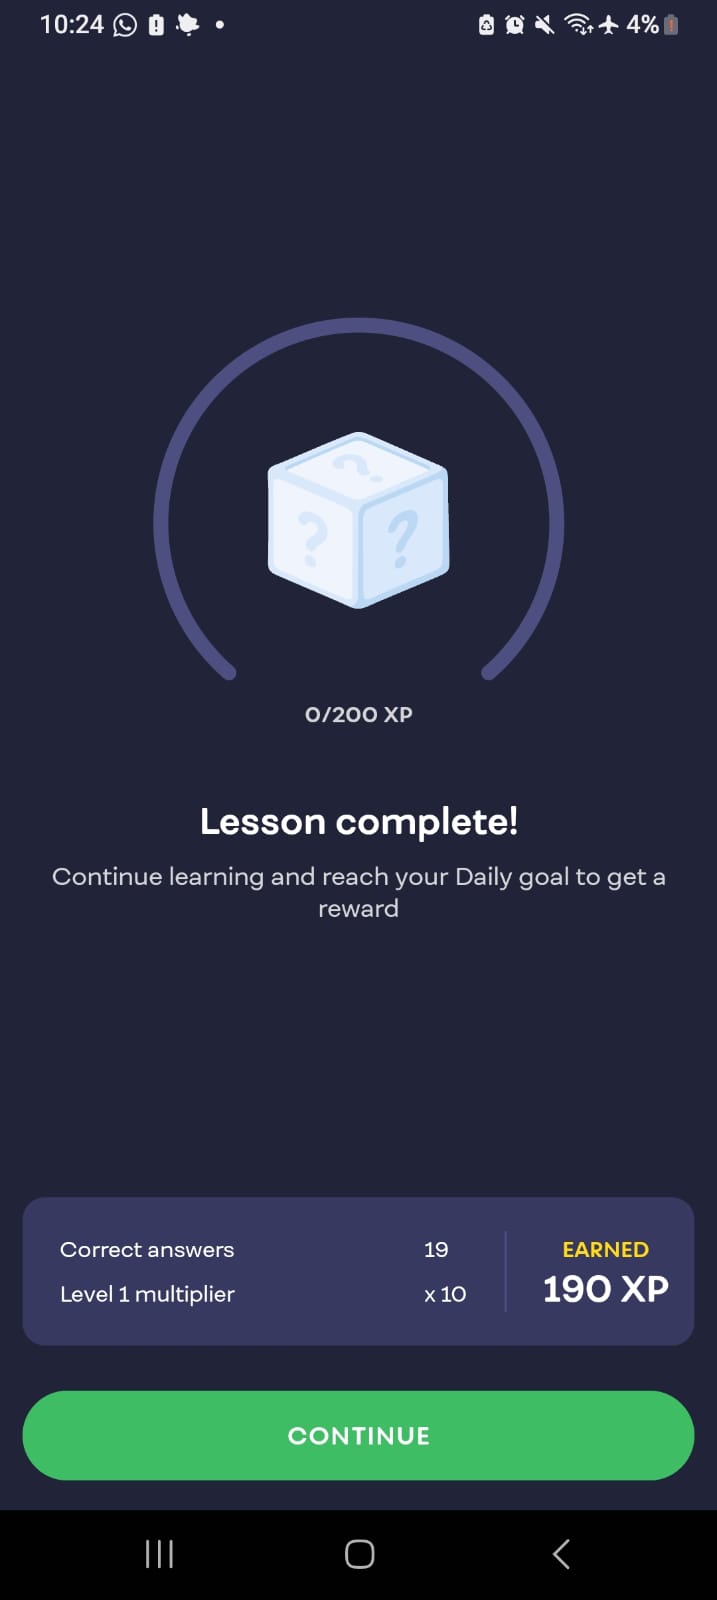 10:24
4%
? ? ?
0/200 XP
Lesson complete!
Continue learning and reach your Daily goal to get a
reward
Correct answers 19
Level 1 multiplier x 10
EARNED
190 XP
CONTINUE